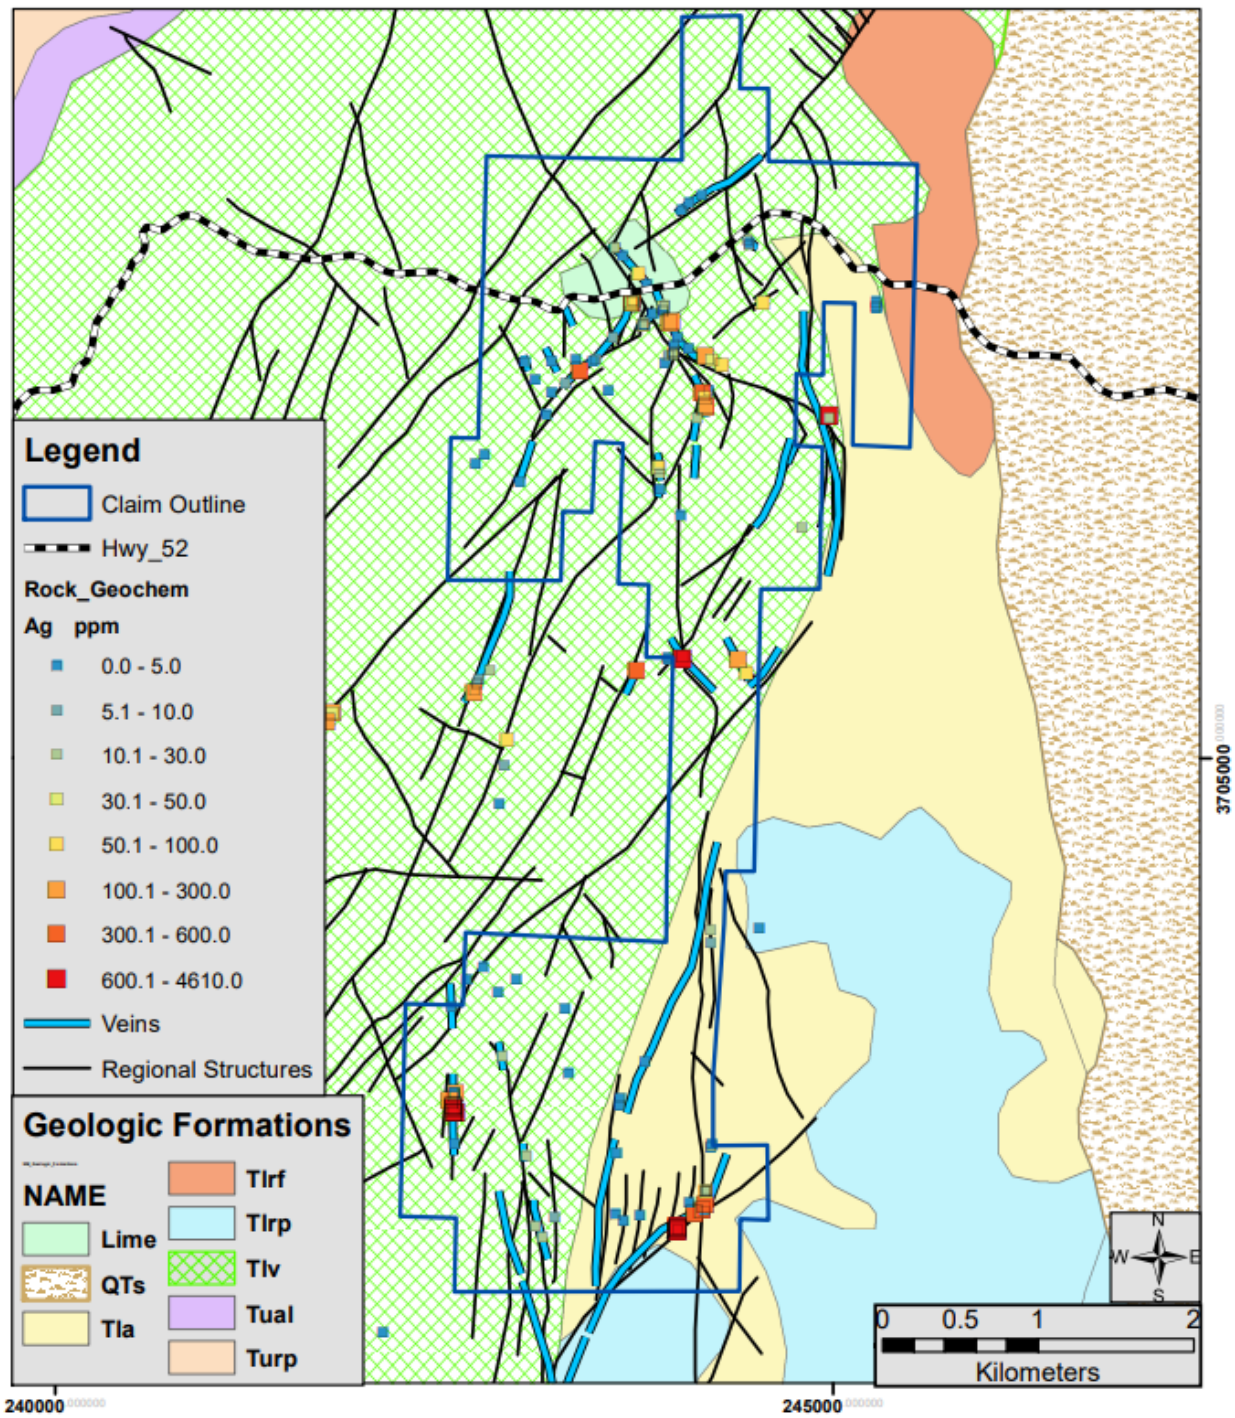 Legend
Claim Outline
Hwy_52
Rock_Geochem
Ag ppm
0.0 - 5.0
5.1 - 10.0
10.1 - 30.0
30.1 - 50.0
50.1 - 100.0
100.1 - 300.0
300.1 - 600.0
600.1 - 4610.0
Veins
Regional Structures
Geologic Formations
NAME
Lime
QTs
Tla
Tlrf
Tlrp
Tlv
Tual
Turp
3705000.000000
N
W E
S
0 0.5 1 2
Kilometers
240000.000000
245000.000000